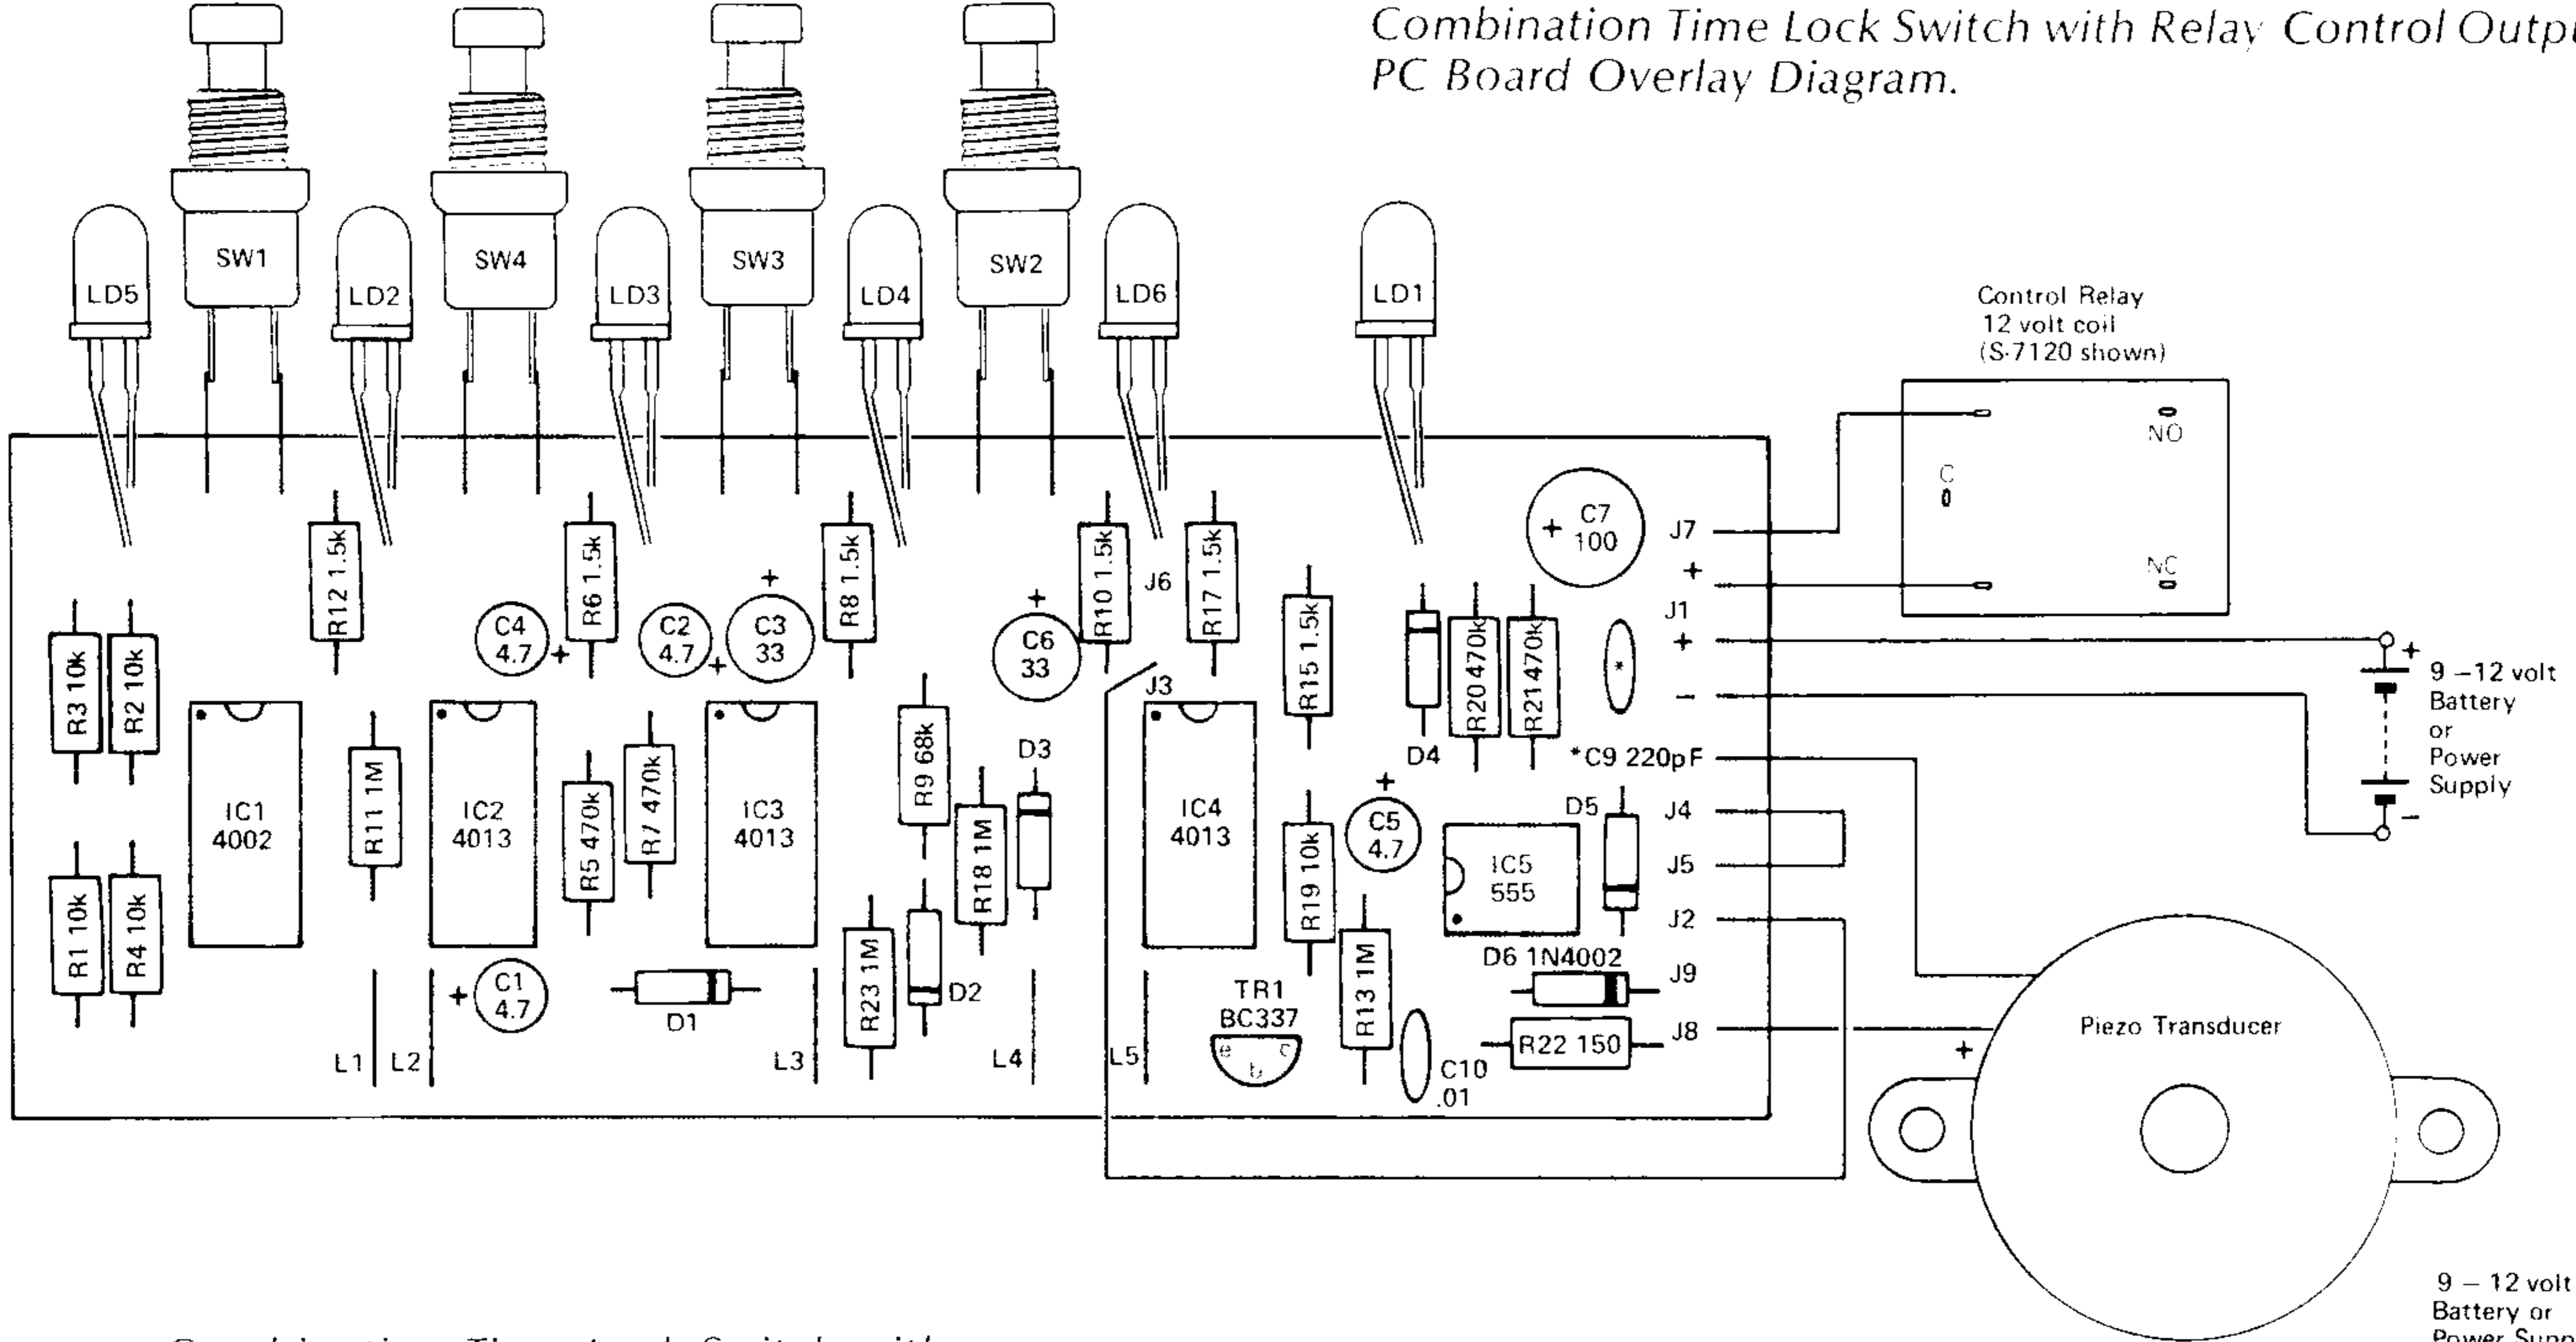 Combination Time Lock Switch with Relay Control Outp
PC Board Overlay Diagram.
SW1
SW4
SW3
SW2
LD5
LD2
LD3
LD4
LD6
LD1
Control Relay
12 volt coil
(S-7120 shown)
NO
C
NC
R12 1.5k
R6 1.5k
R8 1.5k
R10 1.5k
J6
R17 1.5k
+ C7
100
J7
+
J1
+
−
R3 10k
R2 10k
C4
4.7
+
C2
4.7
+
+
C3
33
+
C6
33
J3
R15 1.5k
D4
R20 470k
R21 470k
*
*C9 220pF
+
9 – 12 volt
Battery
or
Power
Supply
−
IC1
4002
R11 1M
IC2
4013
R5 470k
R7 470k
IC3
4013
R9 68k
R18 1M
D3
IC4
4013
R19 10k
+
C5
4.7
IC5
555
D5
J4
J5
J2
R1 10k
R4 10k
+
C1
4.7
D1
R23 1M
D2
TR1
BC337
e
c
b
R13 1M
D6 1N4002
J9
R22 150
J8
C10
.01
L1
L2
L3
L4
L5
+
Piezo Transducer
9 – 12 volt
Battery or